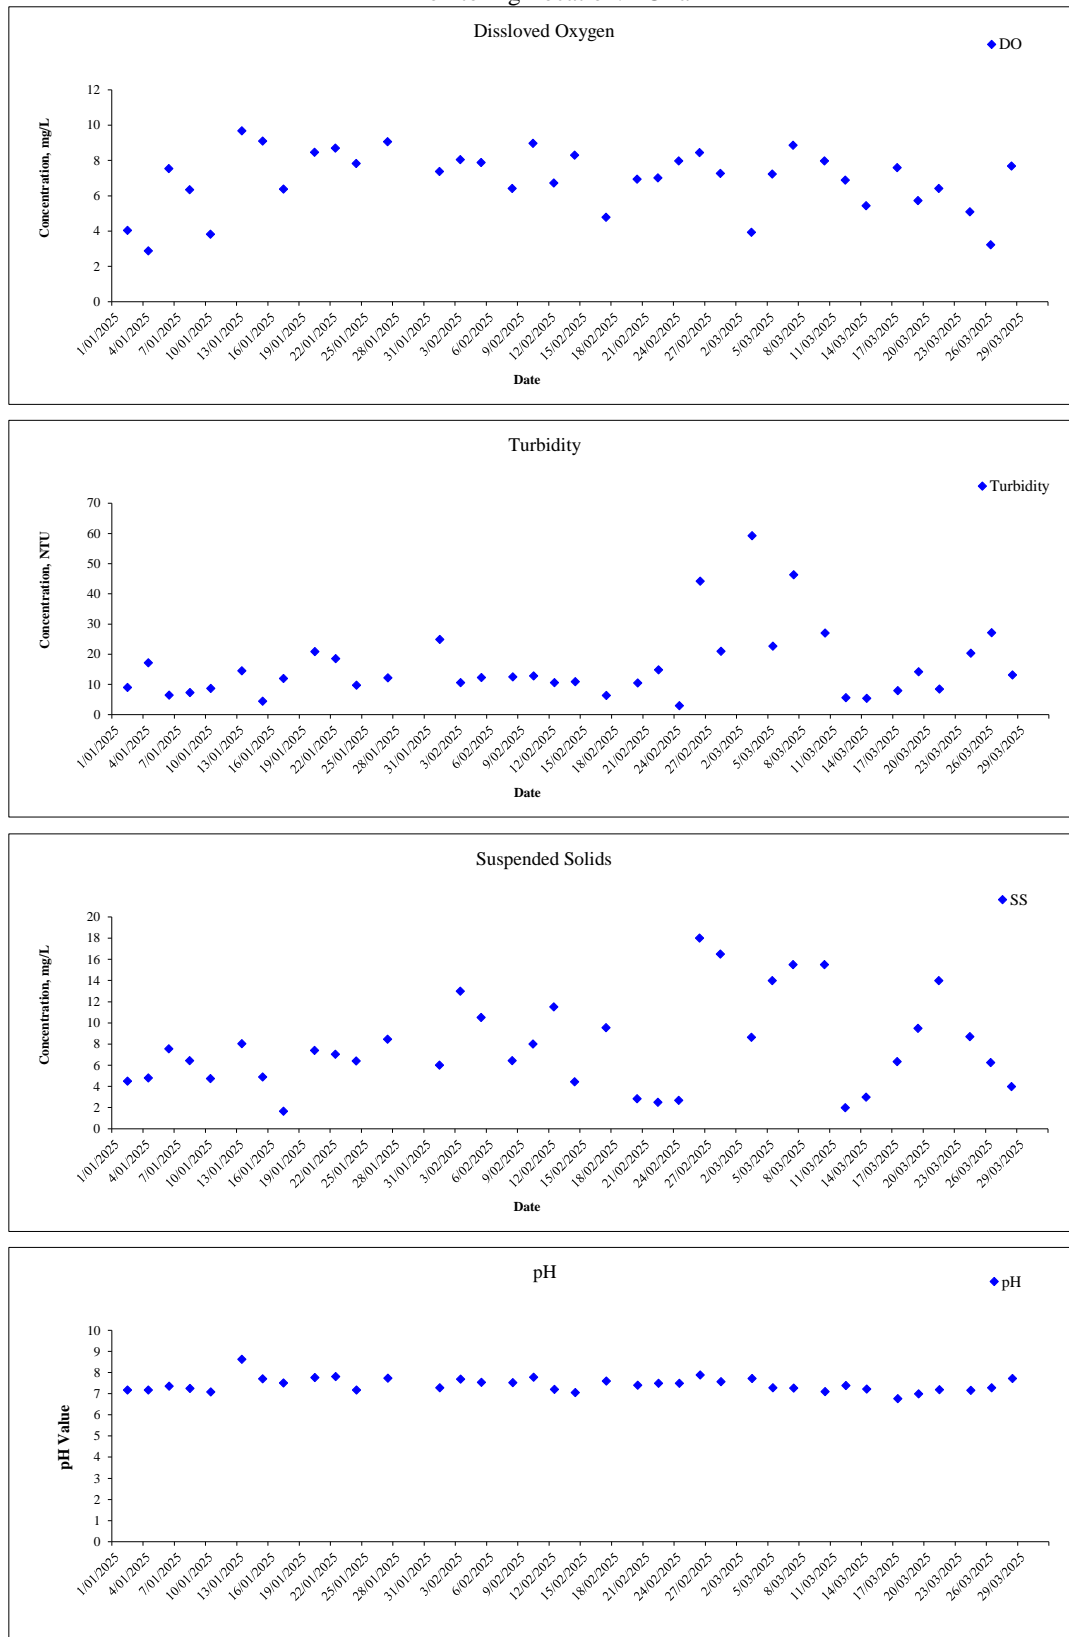 Dissloved Oxygen
DO
12
10
8
6
4
2
0
Concentration, mg/L
1/01/2025 4/01/2025 7/01/2025 10/01/2025 13/01/2025 16/01/2025 19/01/2025 22/01/2025 25/01/2025 28/01/2025 31/01/2025 3/02/2025 6/02/2025 9/02/2025 12/02/2025 15/02/2025 18/02/2025 21/02/2025 24/02/2025 27/02/2025 2/03/2025 5/03/2025 8/03/2025 11/03/2025 14/03/2025 17/03/2025 20/03/2025 23/03/2025 26/03/2025 29/03/2025
Date
Turbidity
Turbidity
70
60
50
40
30
20
10
0
Concentration, NTU
1/01/2025 4/01/2025 7/01/2025 10/01/2025 13/01/2025 16/01/2025 19/01/2025 22/01/2025 25/01/2025 28/01/2025 31/01/2025 3/02/2025 6/02/2025 9/02/2025 12/02/2025 15/02/2025 18/02/2025 21/02/2025 24/02/2025 27/02/2025 2/03/2025 5/03/2025 8/03/2025 11/03/2025 14/03/2025 17/03/2025 20/03/2025 23/03/2025 26/03/2025 29/03/2025
Date
Suspended Solids
SS
20
18
16
14
12
10
8
6
4
2
0
Concentration, mg/L
1/01/2025 4/01/2025 7/01/2025 10/01/2025 13/01/2025 16/01/2025 19/01/2025 22/01/2025 25/01/2025 28/01/2025 31/01/2025 3/02/2025 6/02/2025 9/02/2025 12/02/2025 15/02/2025 18/02/2025 21/02/2025 24/02/2025 27/02/2025 2/03/2025 5/03/2025 8/03/2025 11/03/2025 14/03/2025 17/03/2025 20/03/2025 23/03/2025 26/03/2025 29/03/2025
Date
pH
pH
10
9
8
7
6
5
4
3
2
1
0
pH Value
1/01/2025 4/01/2025 7/01/2025 10/01/2025 13/01/2025 16/01/2025 19/01/2025 22/01/2025 25/01/2025 28/01/2025 31/01/2025 3/02/2025 6/02/2025 9/02/2025 12/02/2025 15/02/2025 18/02/2025 21/02/2025 24/02/2025 27/02/2025 2/03/2025 5/03/2025 8/03/2025 11/03/2025 14/03/2025 17/03/2025 20/03/2025 23/03/2025 26/03/2025 29/03/2025